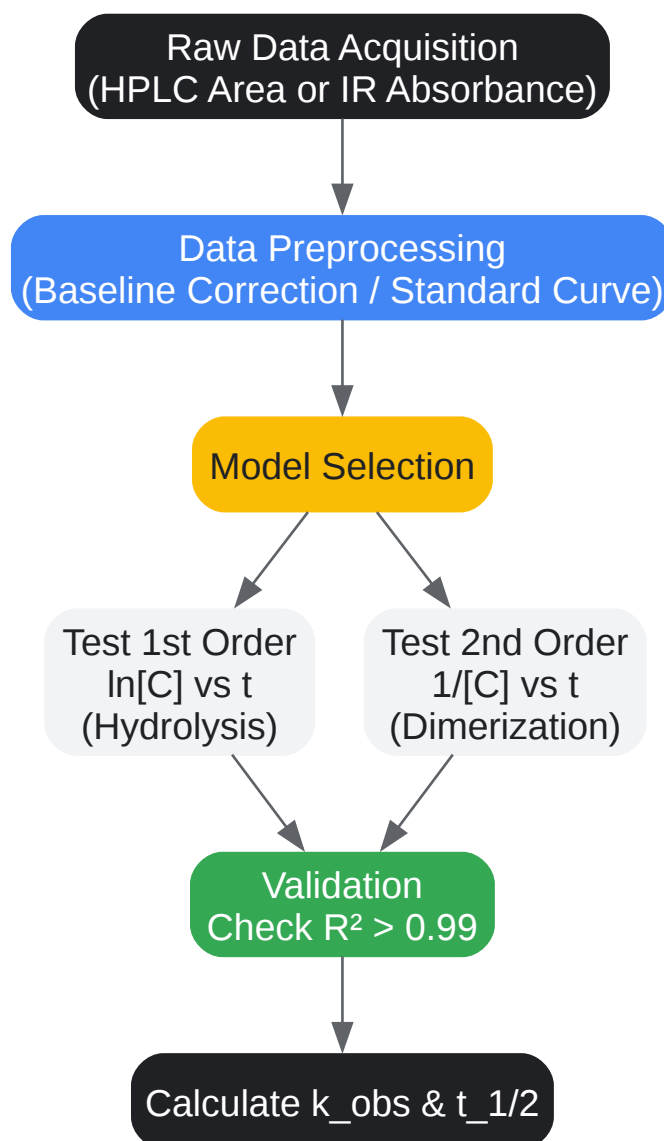 Raw Data Acquisition
(HPLC Area or IR Absorbance)
Data Preprocessing
(Baseline Correction / Standard Curve)
Model Selection
Test 1st Order
ln[C] vs t
(Hydrolysis)
Test 2nd Order
1/[C] vs t
(Dimerization)
Validation
Check R² > 0.99
Calculate k_obs & t_1/2